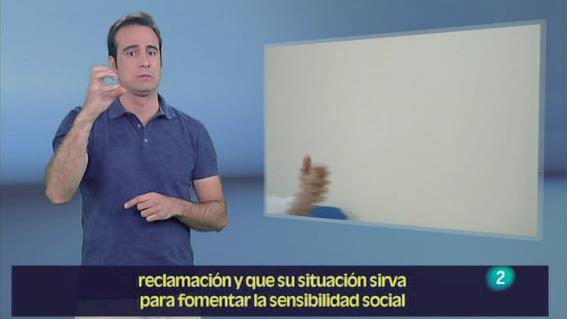 reclamación y que su situación sirva
para fomentar la sensibilidad social
2